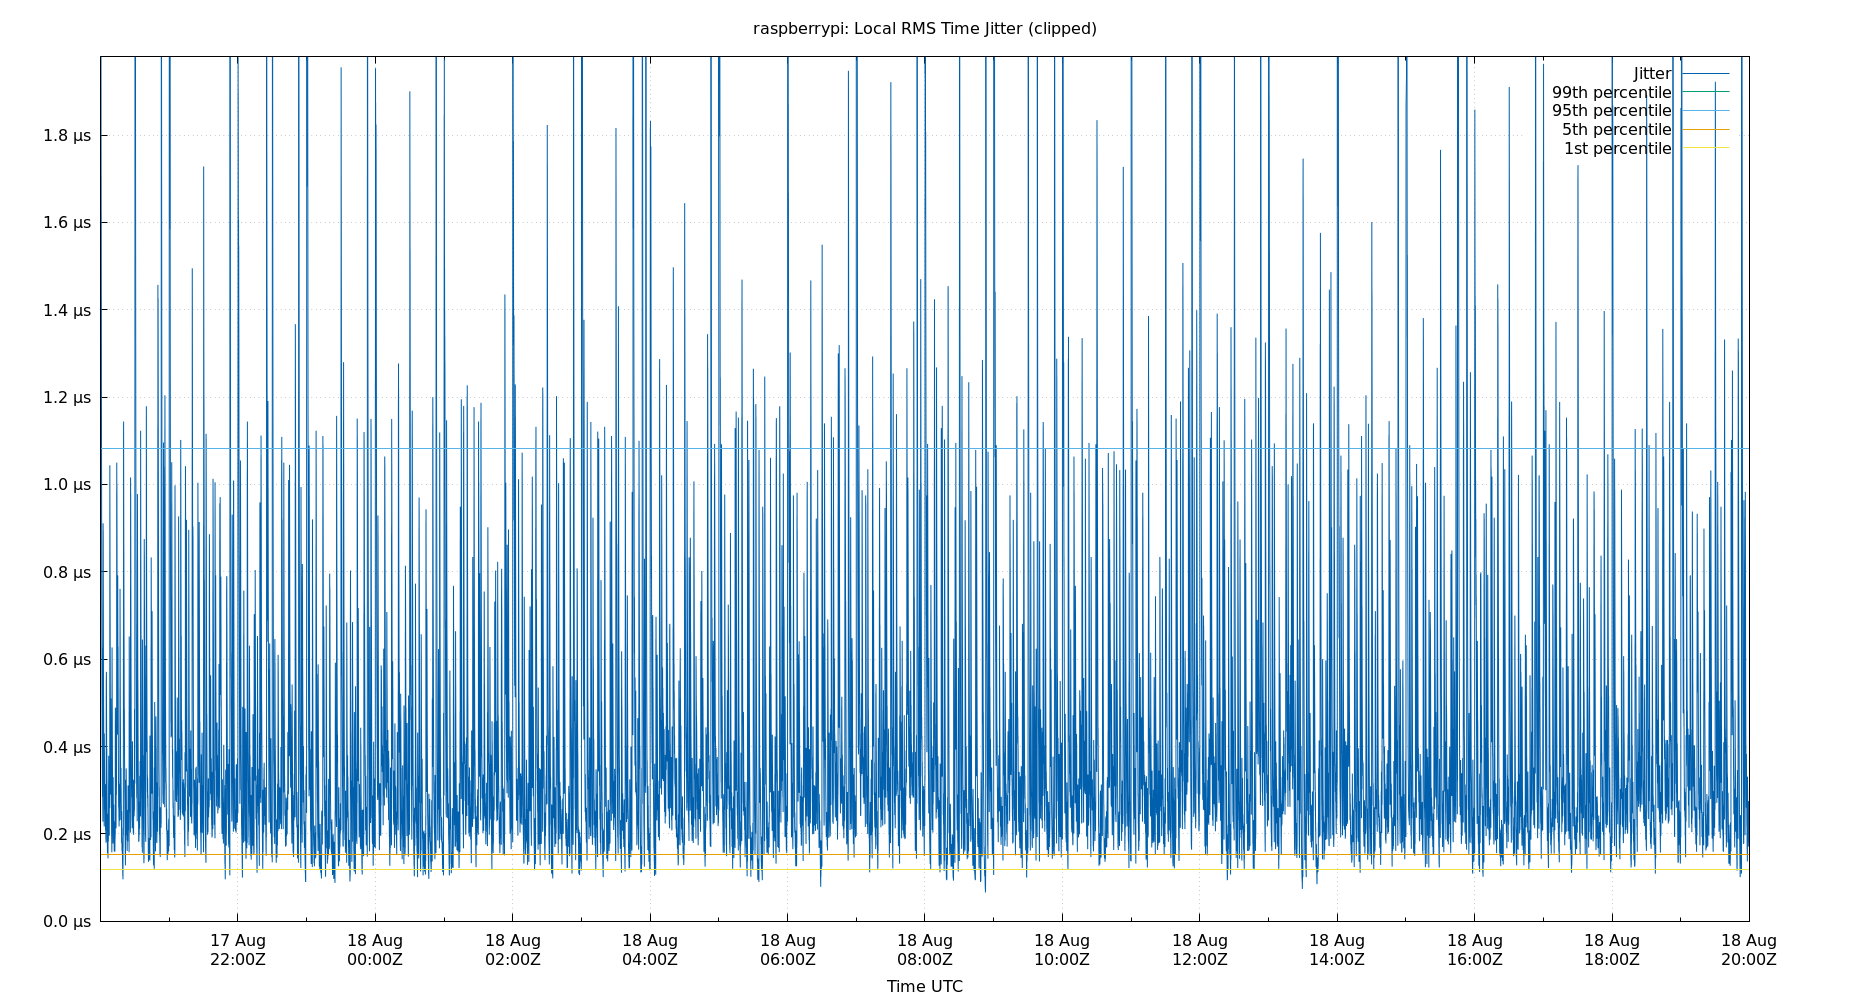 raspberrypi: Local RMS Time Jitter (clipped)
Jitter
99th percentile
95th percentile
5th percentile
1st percentile
1.8 µs
1.6 µs
1.4 µs
1.2 µs
1.0 µs
0.8 µs
0.6 µs
0.4 µs
0.2 µs
0.0 µs
17 Aug 18 Aug 18 Aug 18 Aug 18 Aug 18 Aug 18 Aug 18 Aug 18 Aug 18 Aug 18 Aug 18 Aug
22:00Z 00:00Z 02:00Z 04:00Z 06:00Z 08:00Z 10:00Z 12:00Z 14:00Z 16:00Z 18:00Z 20:00Z
Time UTC